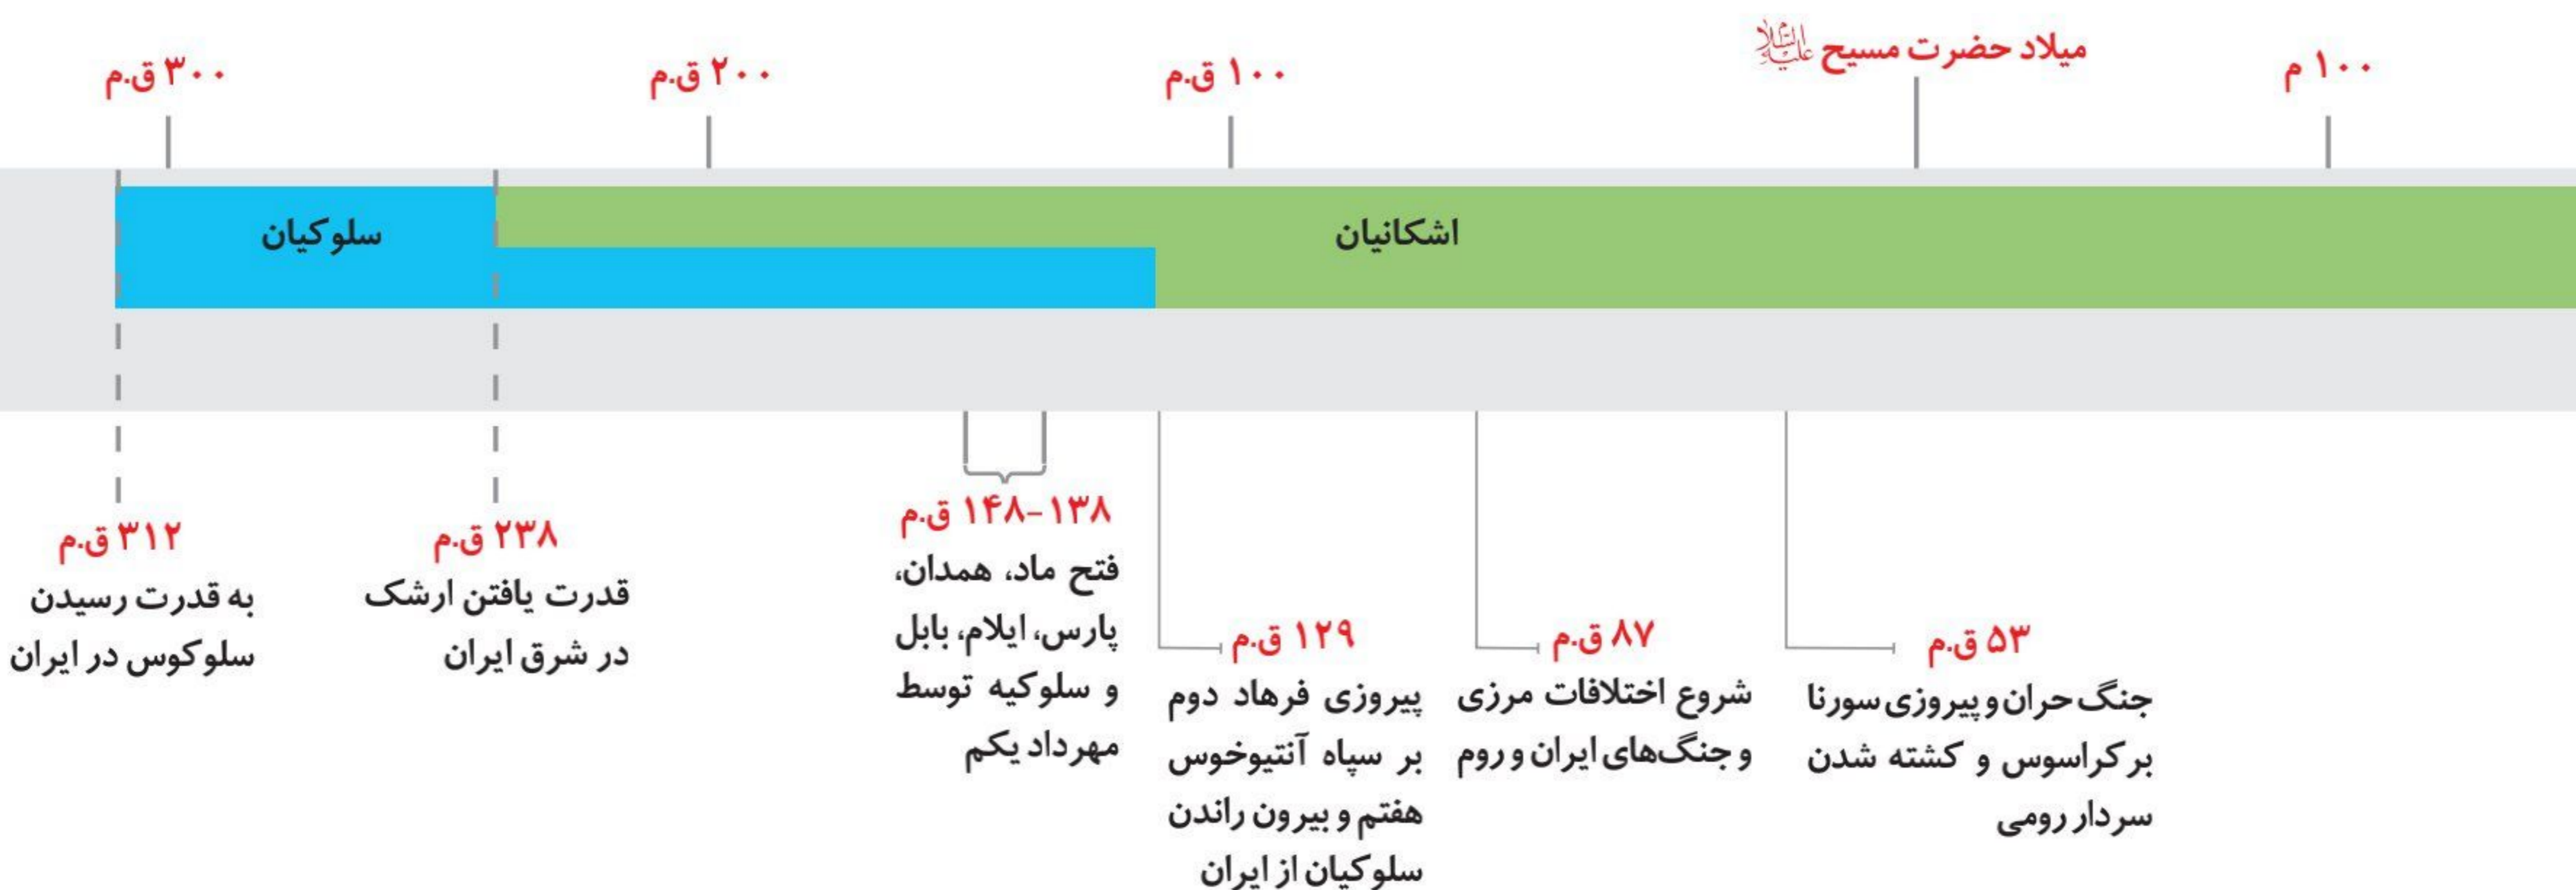 ۳۰۰ ق.م
۲۰۰ ق.م
۱۰۰ ق.م
میلاد حضرت مسیح علیه‌السلام
۱۰۰ م
سلوکیان
اشکانیان
۳۱۲ ق.م
به قدرت رسیدن
سلوکوس در ایران
۲۳۸ ق.م
قدرت یافتن ارشک
در شرق ایران
۱۳۸-۱۴۸ ق.م
فتح ماد، همدان،
پارس، ایلام، بابل
و سلوکیه توسط
مهرداد یکم
۱۲۹ ق.م
پیروزی فرهاد دوم
بر سپاه آنتیوخوس
هفتم و بیرون راندن
سلوکیان از ایران
۸۷ ق.م
شروع اختلافات مرزی
و جنگ‌های ایران و روم
۵۳ ق.م
جنگ حران و پیروزی سورنا
بر کراسوس و کشته شدن
سردار رومی